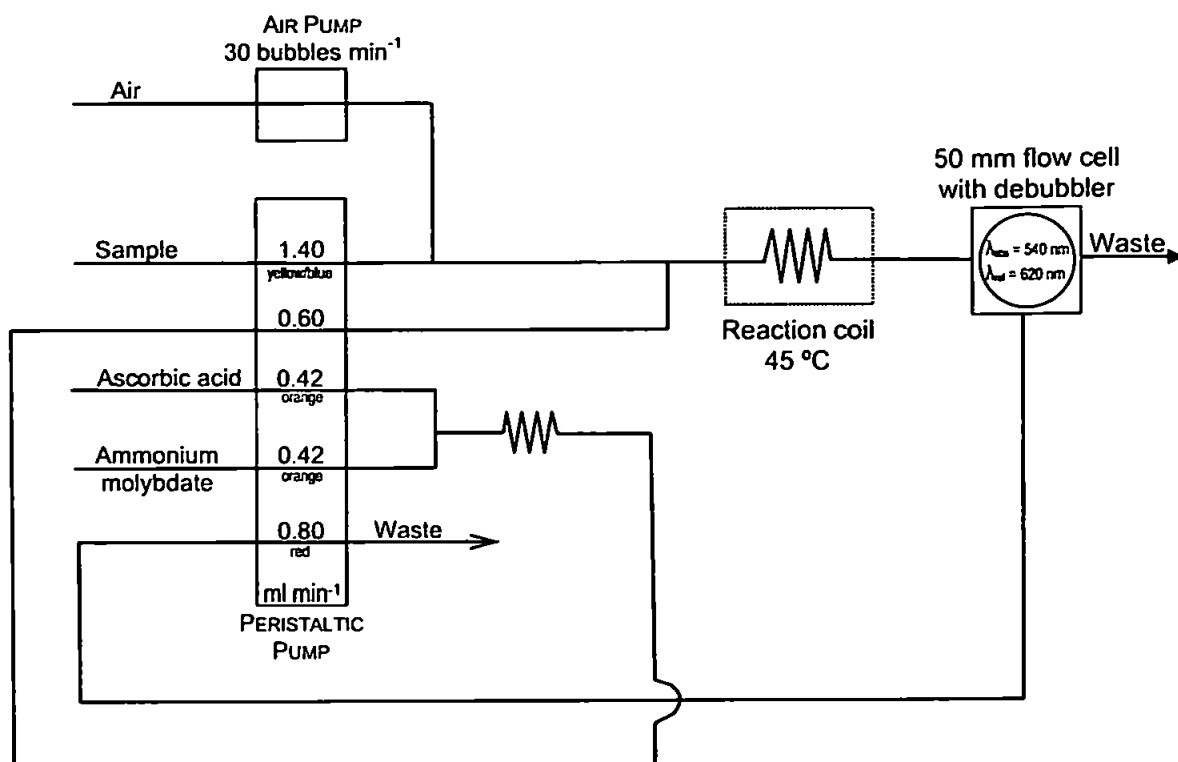 AIR PUMP
30 bubbles min⁻¹
Air
50 mm flow cell
with debubbler
Sample
1.40
yellow/blue
λ = 540 nm
λ = 620 nm
Waste
0.60
Reaction coil
45 ºC
Ascorbic acid
0.42
orange
Ammonium
molybdate
0.42
orange
0.80
red
Waste
ml min⁻¹
PERISTALTIC
PUMP